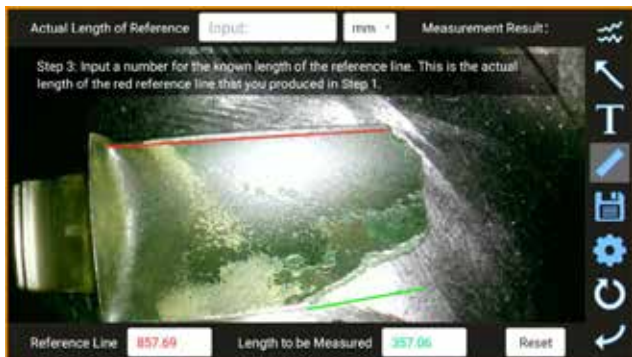 Actual Length of Reference Input: mm Measurement Result:
Step 3: Input a number for the known length of the reference line. This is the actual
length of the red reference line that you produced in Step 1.
T
Reference Line 857.69 Length to be Measured 357.06 Reset